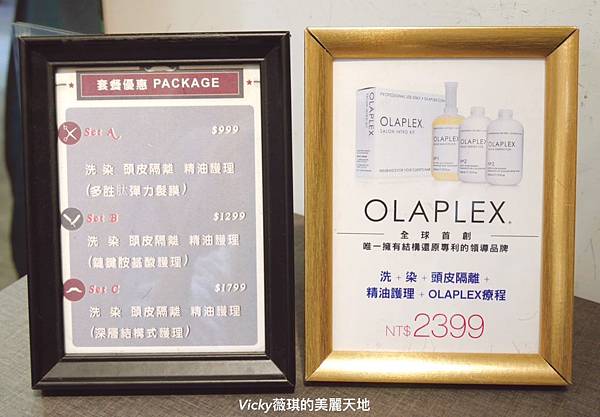 套餐優惠 PACKAGE
Set A $999
洗 染 頭皮隔離 精油護理
(多胜肽彈力髮膜)
Set B $1299
洗 染 頭皮隔離 精油護理
(鏈鍵胺基酸護理)
Set C $1799
洗 染 頭皮隔離 精油護理
(深層結構式護理)
OLAPLEX.
SALON INTRO KIT
OLAPLEX®
全球首創
唯一擁有結構還原專利的領導品牌
洗 + 染 + 頭皮隔離 +
精油護理 + OLAPLEX療程
NT$ 2399
Vicky薇琪的美麗天地